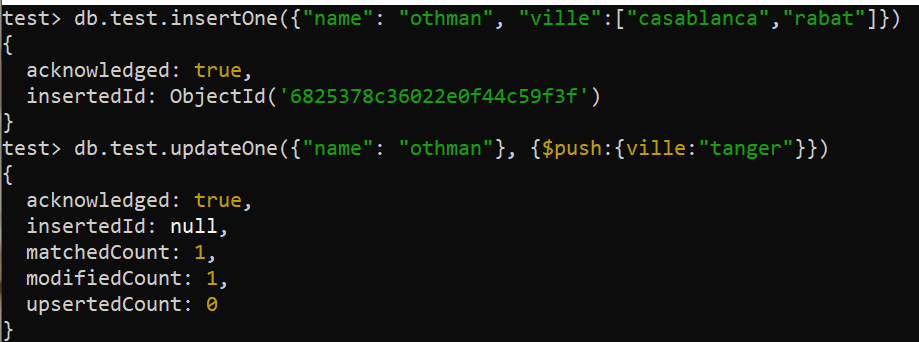 test> db.test.insertOne({"name": "othman", "ville":["casablanca","rabat"]})
{
  acknowledged: true,
  insertedId: ObjectId('6825378c36022e0f44c59f3f')
}
test> db.test.updateOne({"name": "othman"}, {$push:{ville:"tanger"}})
{
  acknowledged: true,
  insertedId: null,
  matchedCount: 1,
  modifiedCount: 1,
  upsertedCount: 0
}